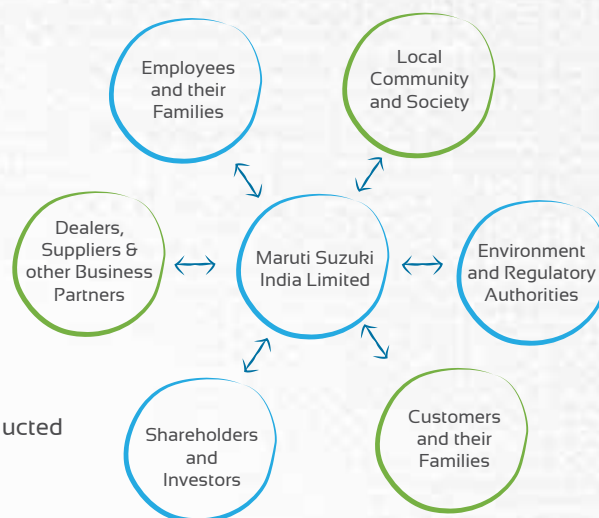 Employees
and their
Families
Local
Community
and Society
Dealers,
Suppliers &
other Business
Partners
Maruti Suzuki
India Limited
Environment
and Regulatory
Authorities
Shareholders
and
Investors
Customers
and their
Families
ucted